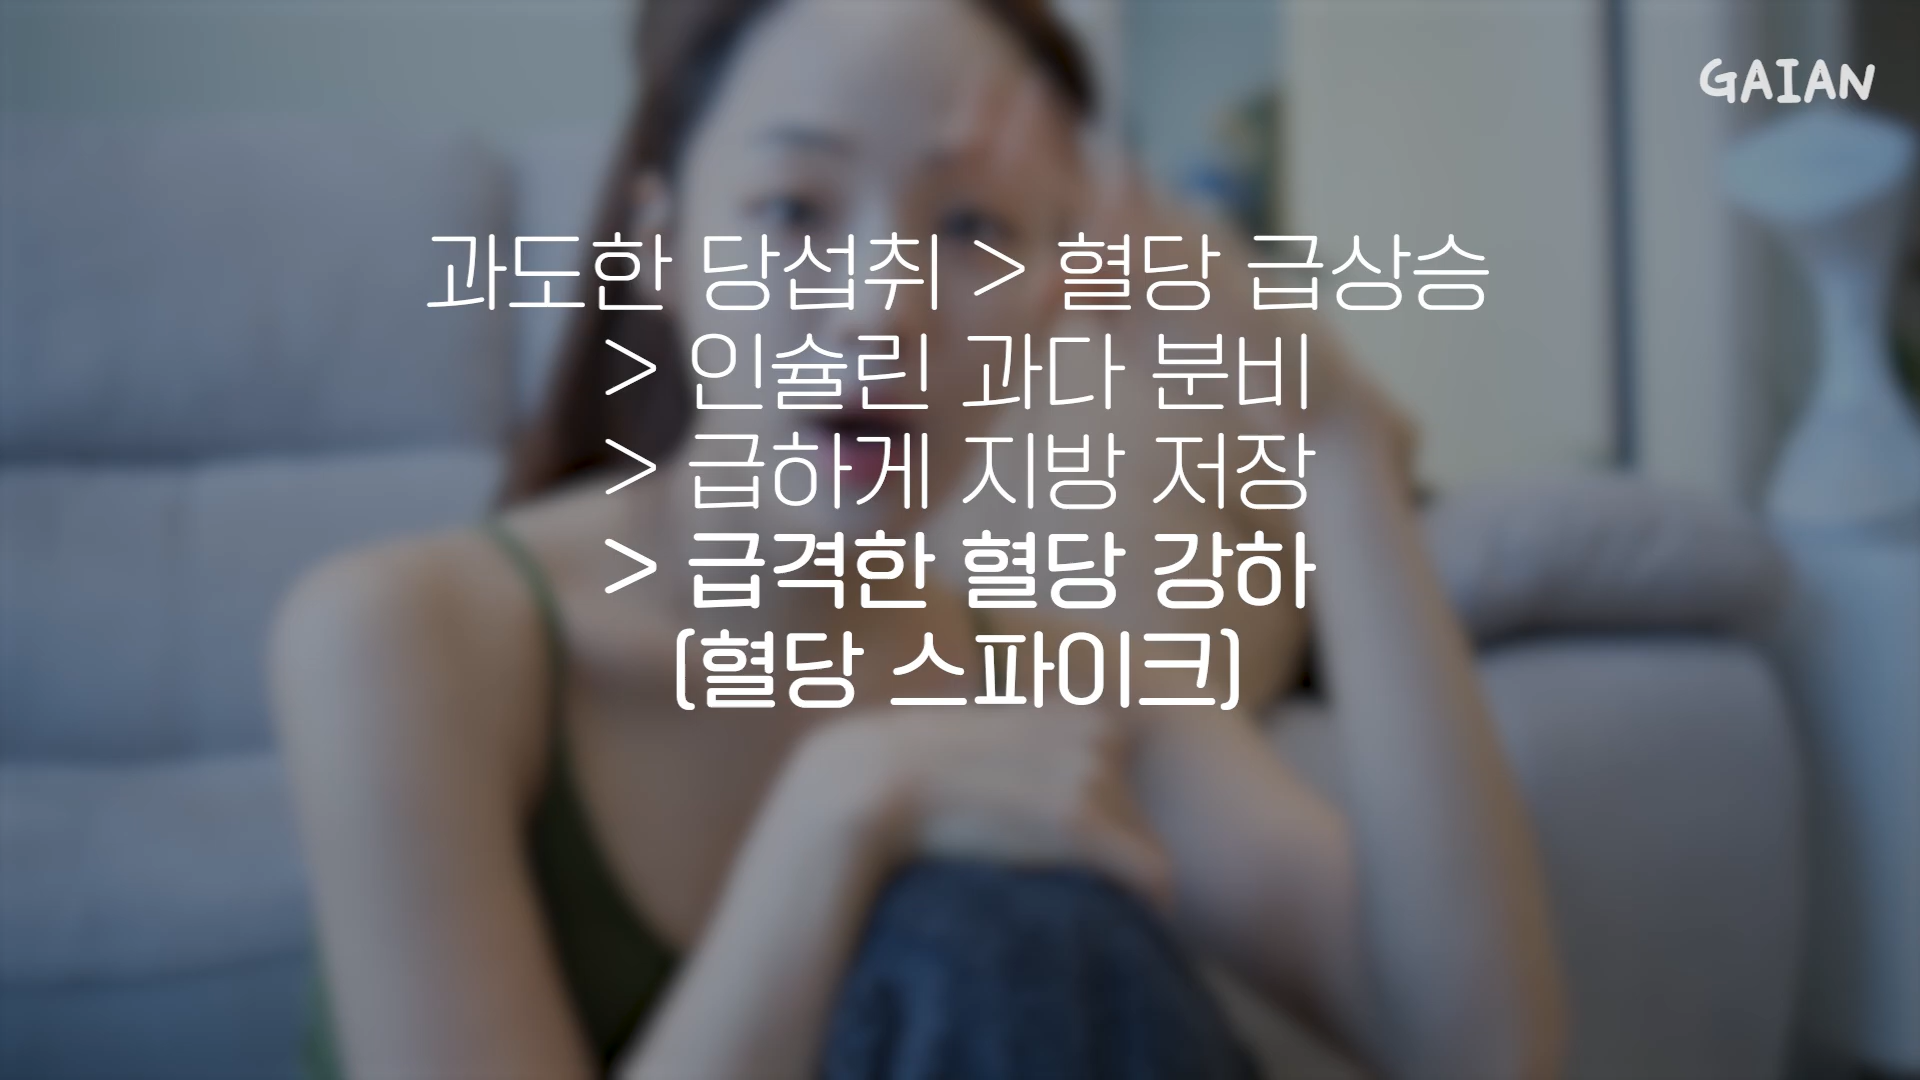 GAIAN
과도한 당섭취 > 혈당 급상승
> 인슐린 과다 분비
> 급하게 지방 저장
> 급격한 혈당 강하
(혈당 스파이크)